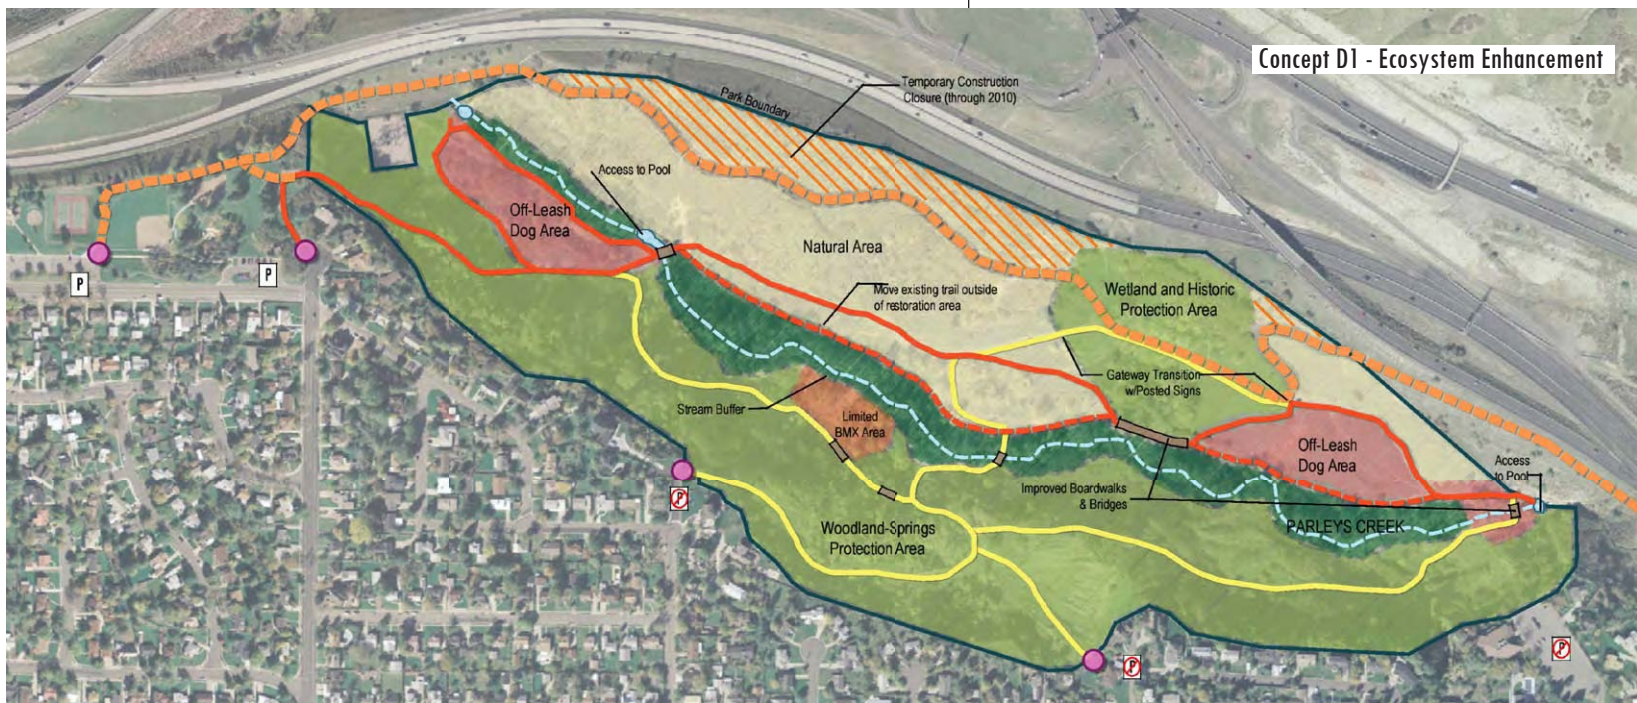 Concept D1 - Ecosystem Enhancement
Temporary Construction
Closure (through 2010)
Park Boundary
Access to Pool
Off-Leash
Dog Area
Natural Area
Wetland and Historic
Protection Area
Move existing trail outside
of restoration area
P
P
Gateway Transition
w/Posted Signs
Stream Buffer
Limited
BMX Area
Off-Leash
Dog Area
Access
to Pool
Improved Boardwalks
& Bridges
P
PARLEY'S CREEK
Woodland-Springs
Protection Area
P
P